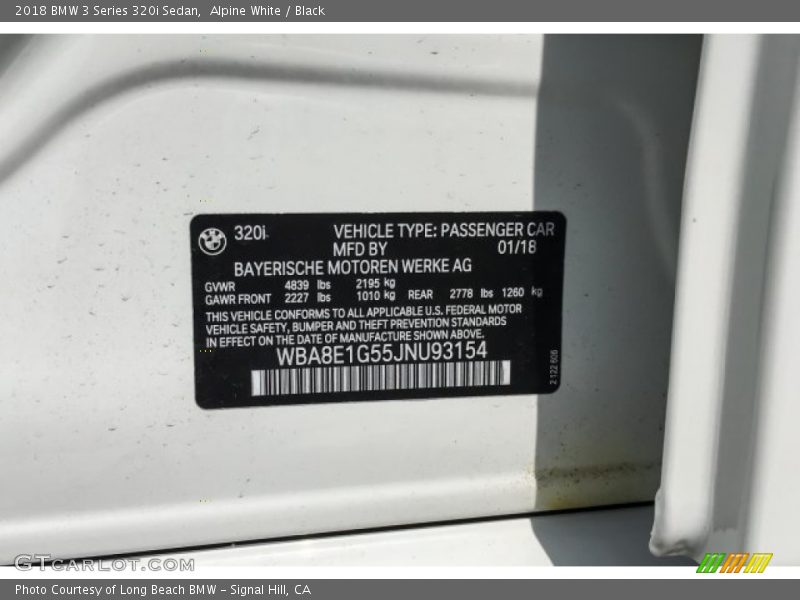 2018 BMW 3 Series 320i Sedan, Alpine White / Black
320i VEHICLE TYPE: PASSENGER CAR
MFD BY 01/18
BAYERISCHE MOTOREN WERKE AG
GVWR 4839 lbs 2195 kg
GAWR FRONT 2227 lbs 1010 kg REAR 2778 lbs 1260 kg
THIS VEHICLE CONFORMS TO ALL APPLICABLE U.S. FEDERAL MOTOR
VEHICLE SAFETY, BUMPER AND THEFT PREVENTION STANDARDS
IN EFFECT ON THE DATE OF MANUFACTURE SHOWN ABOVE.
WBA8E1G55JNU93154
2 122 606
GTcarlot.com
Photo Courtesy of Long Beach BMW - Signal Hill, CA